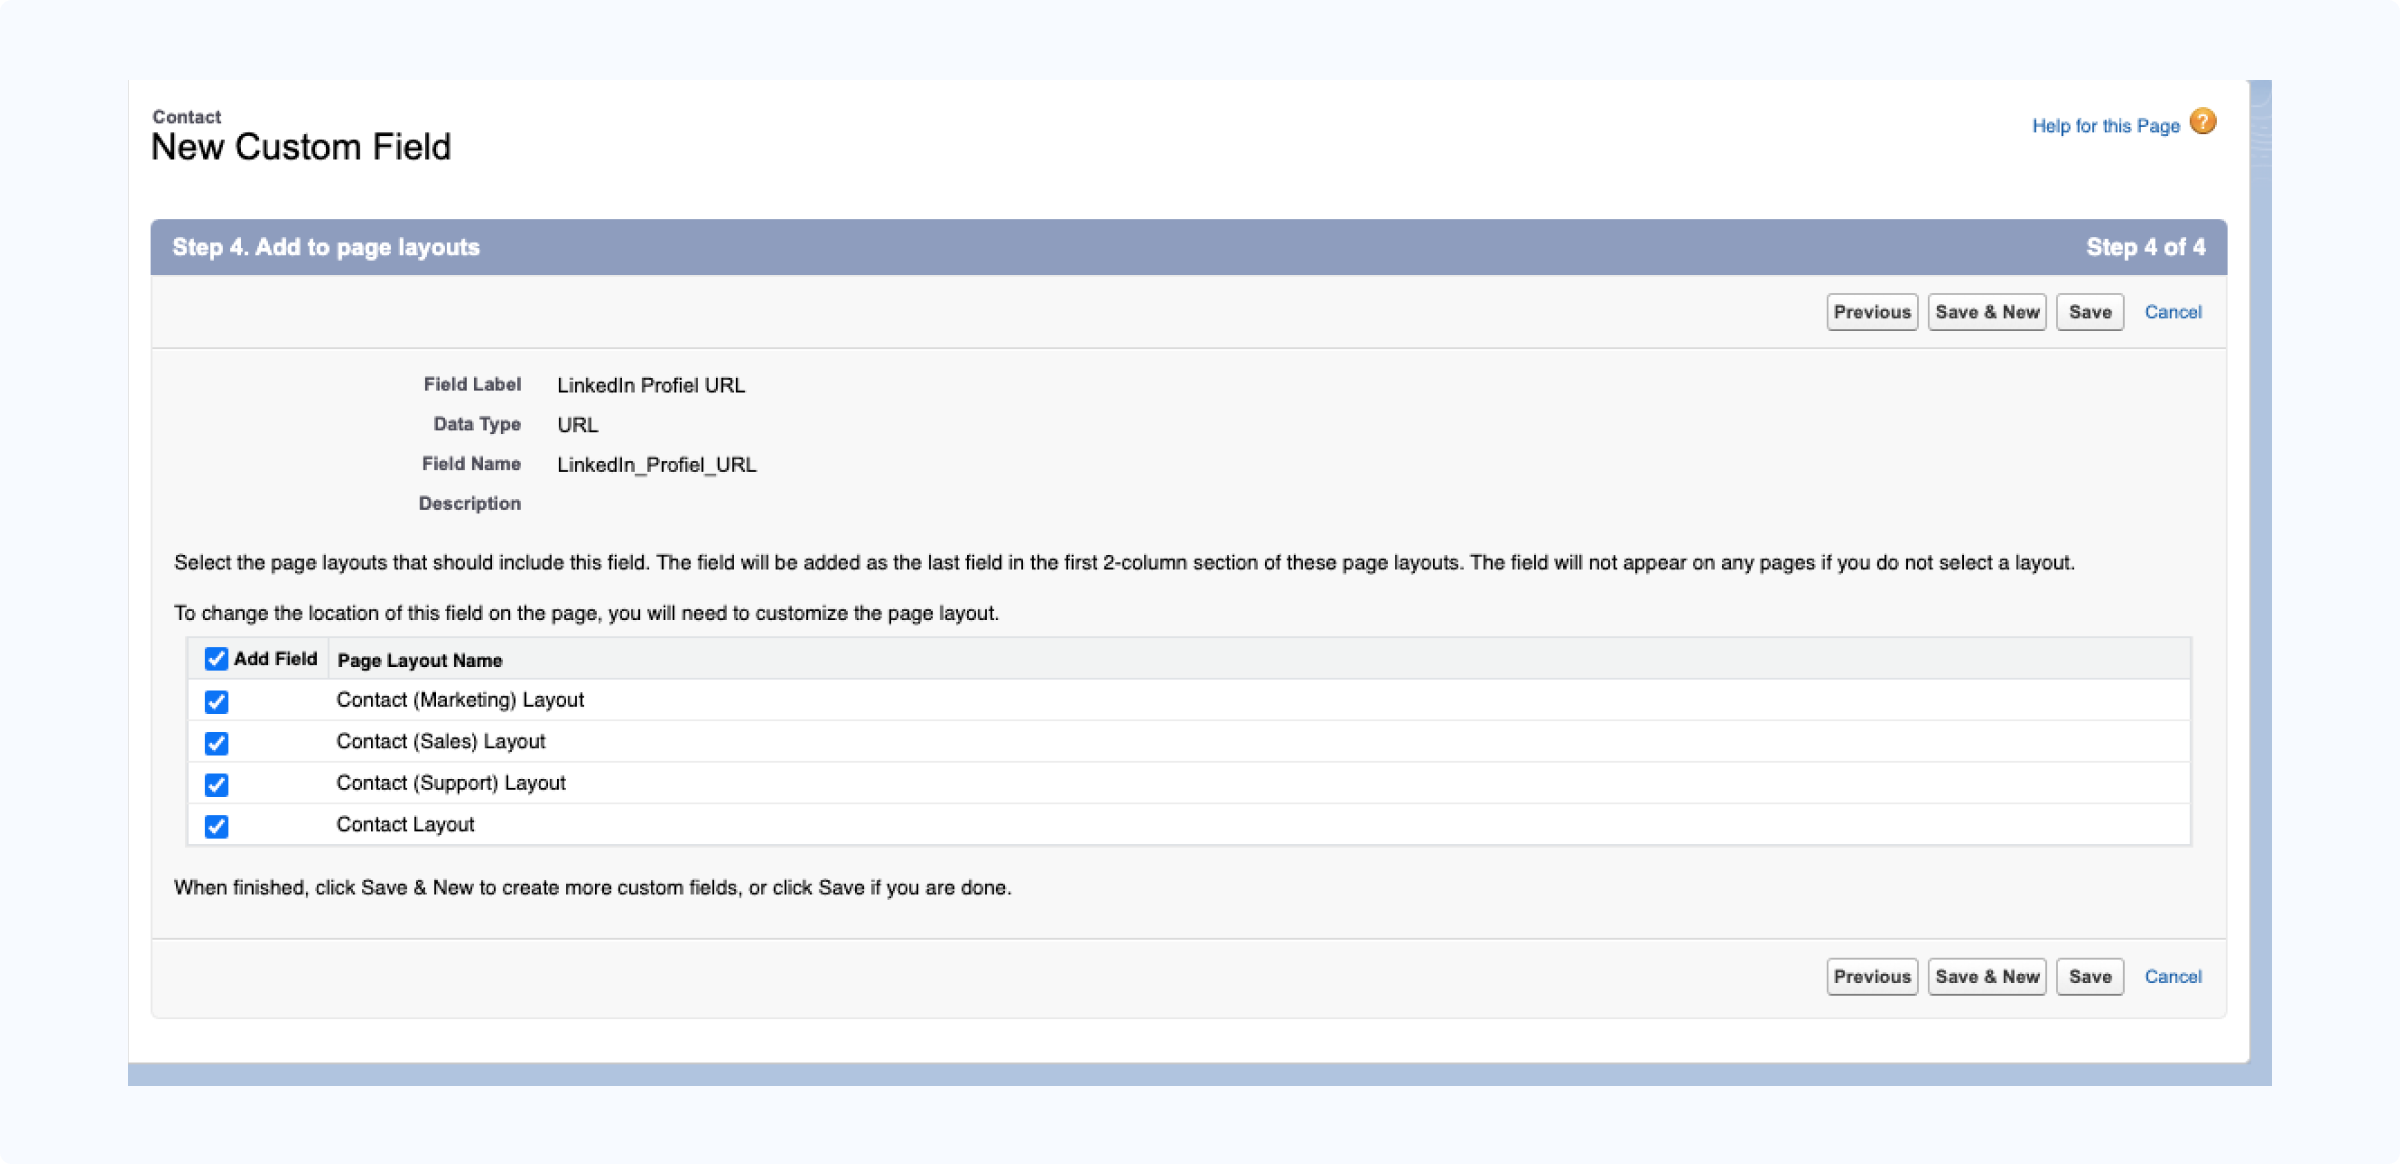 Contact
New Custom Field
Help for this Page ?
Step 4. Add to page layouts
Step 4 of 4
Previous Save & New Save Cancel
Field Label LinkedIn Profiel URL
Data Type URL
Field Name LinkedIn_Profiel_URL
Description
Select the page layouts that should include this field. The field will be added as the last field in the first 2-column section of these page layouts. The field will not appear on any pages if you do not select a layout.
To change the location of this field on the page, you will need to customize the page layout.
Add Field Page Layout Name
Contact (Marketing) Layout
Contact (Sales) Layout
Contact (Support) Layout
Contact Layout
When finished, click Save & New to create more custom fields, or click Save if you are done.
Previous Save & New Save Cancel